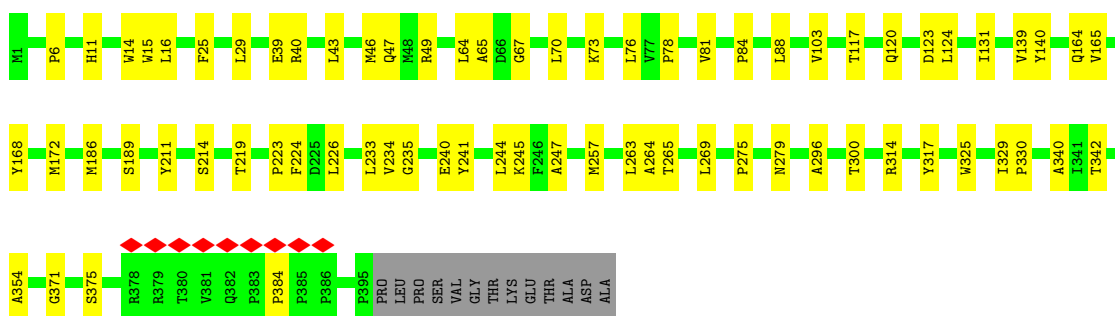 M1 P6 H11 W14 W15 L16 F25 L29 E39 R40 L43 M46 Q47 M48 R49 L64 A65 D66 G67 L70 K73 L76 V77 P78 V81 P84 L88 V103 T117 Q120 D123 L124 I131 V139 Y140 Q164 V165
Y168 M172 M186 S189 Y211 S214 T219 P223 F224 D225 L226 L233 V234 G235 E240 Y241 L244 K245 F246 A247 M257 L263 A264 T265 L269 P275 N279 A296 T300 R314 Y317 W325 I329 P330 A340 I341 T342
A354 G371 S375 R378 R379 T380 V381 Q382 P383 P384 P385 P386 P395 PRO LEU PRO SER VAL GLY THR LYS GLU THR ALA ASP ALA